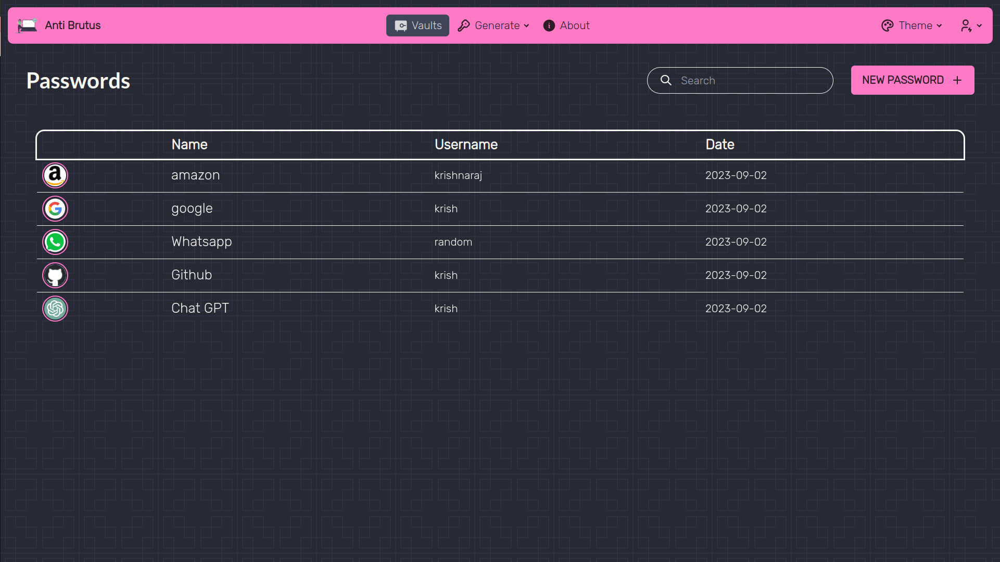 Anti Brutus
Vaults
Generate
About
Theme
Passwords
Search
NEW PASSWORD
Name Username Date
amazon krishnaraj 2023-09-02
google krish 2023-09-02
Whatsapp random 2023-09-02
Github krish 2023-09-02
Chat GPT krish 2023-09-02